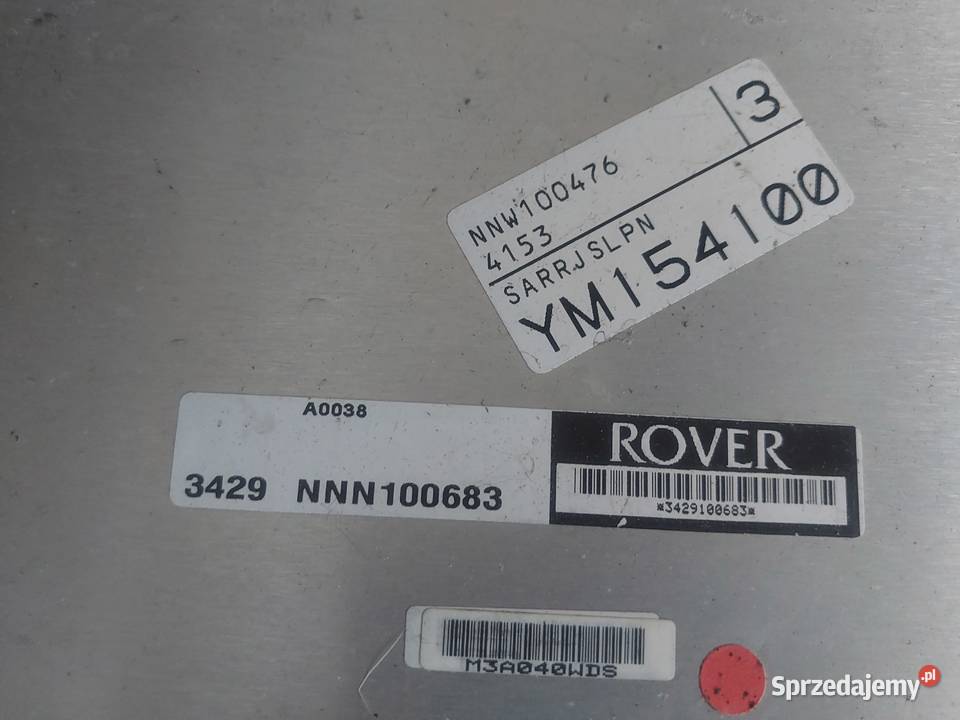 3
NNW100476
4153
SARRJSLPN
YM154100
A0038
3429 NNN100683
ROVER
*3429100683*
M3A040WDS
Sprzedajemy.pl